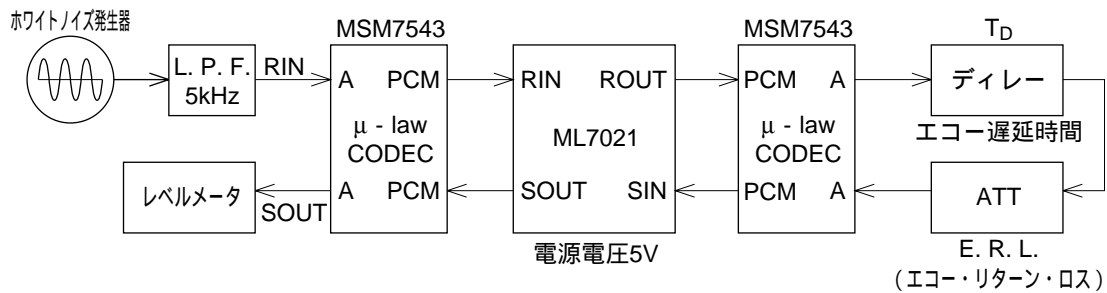 ホワイトノイズ発生器
L. P. F.
5kHz
RIN
MSM7543
A PCM
μ - law
CODEC
A PCM
レベルメータ
SOUT
RIN ROUT
ML7021
SOUT SIN
電源電圧5V
MSM7543
PCM A
μ - law
CODEC
PCM A
TD
ディレー
エコー遅延時間
ATT
E. R. L.
(エコー・リターン・ロス)